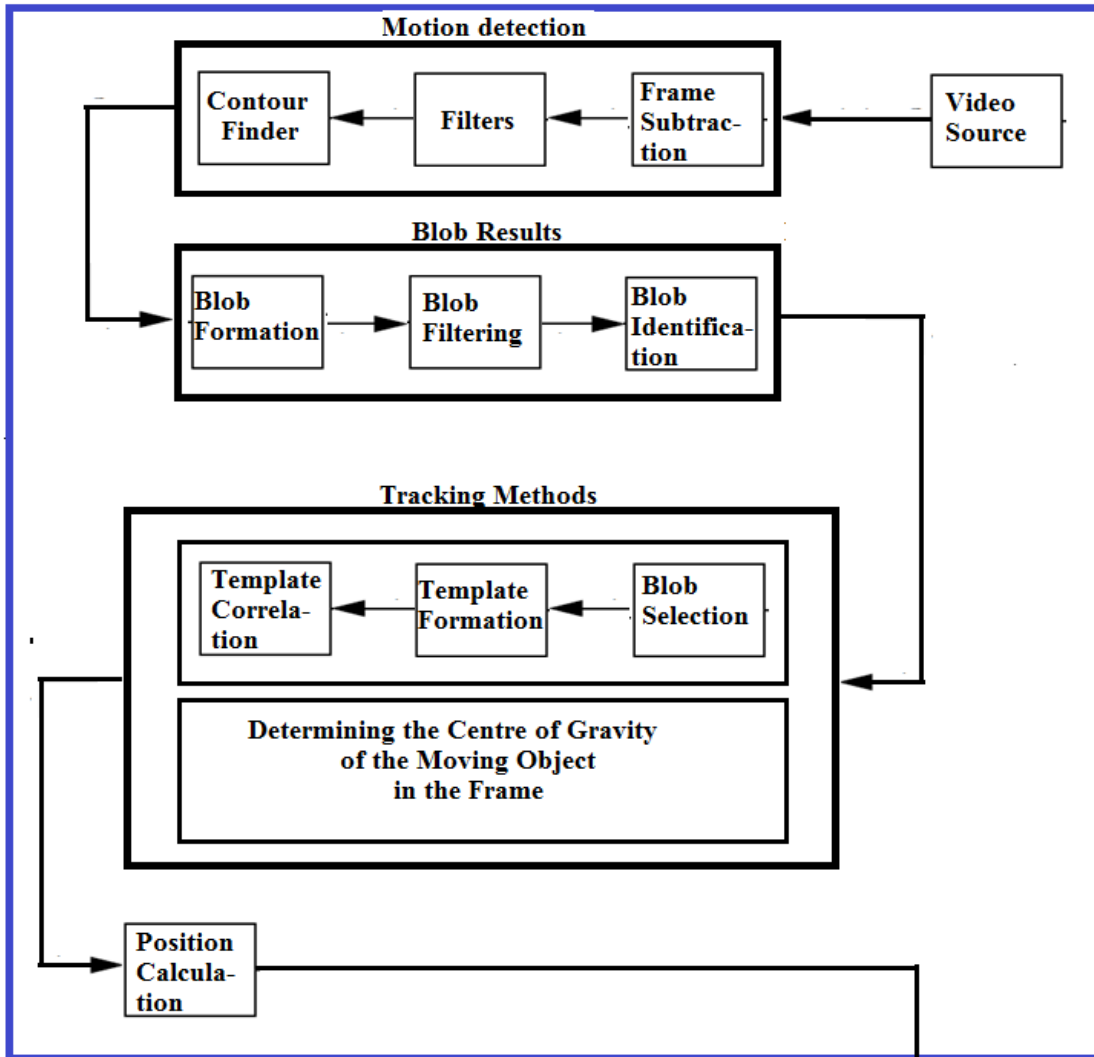 Motion detection
Contour
Finder
Filters
Frame
Subtrac-
tion
Video
Source
Blob Results
Blob
Formation
Blob
Filtering
Blob
Identifica-
tion
Tracking Methods
Template
Correla-
tion
Template
Formation
Blob
Selection
Determining the Centre of Gravity
of the Moving Object
in the Frame
Position
Calcula-
tion